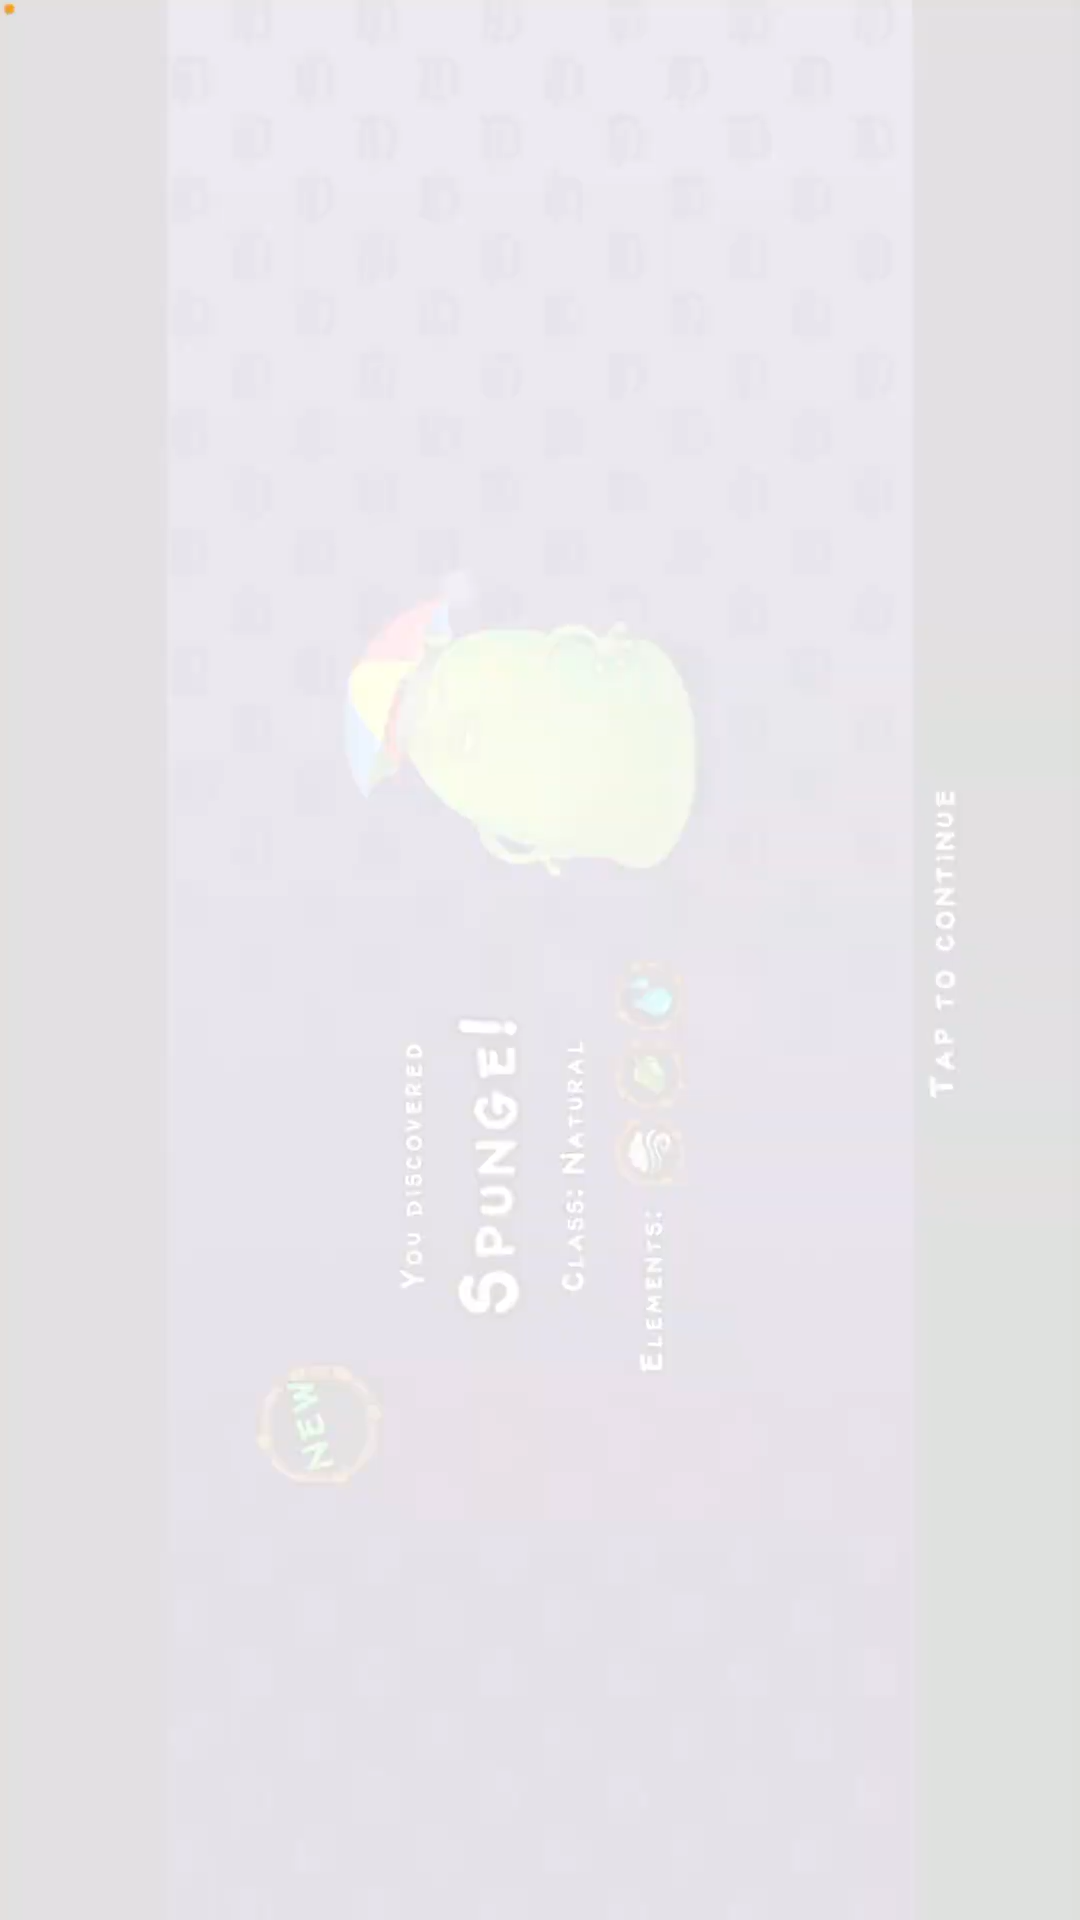 NEW
You discovered
Spunge!
Class: Natural
Elements:
Tap to continue